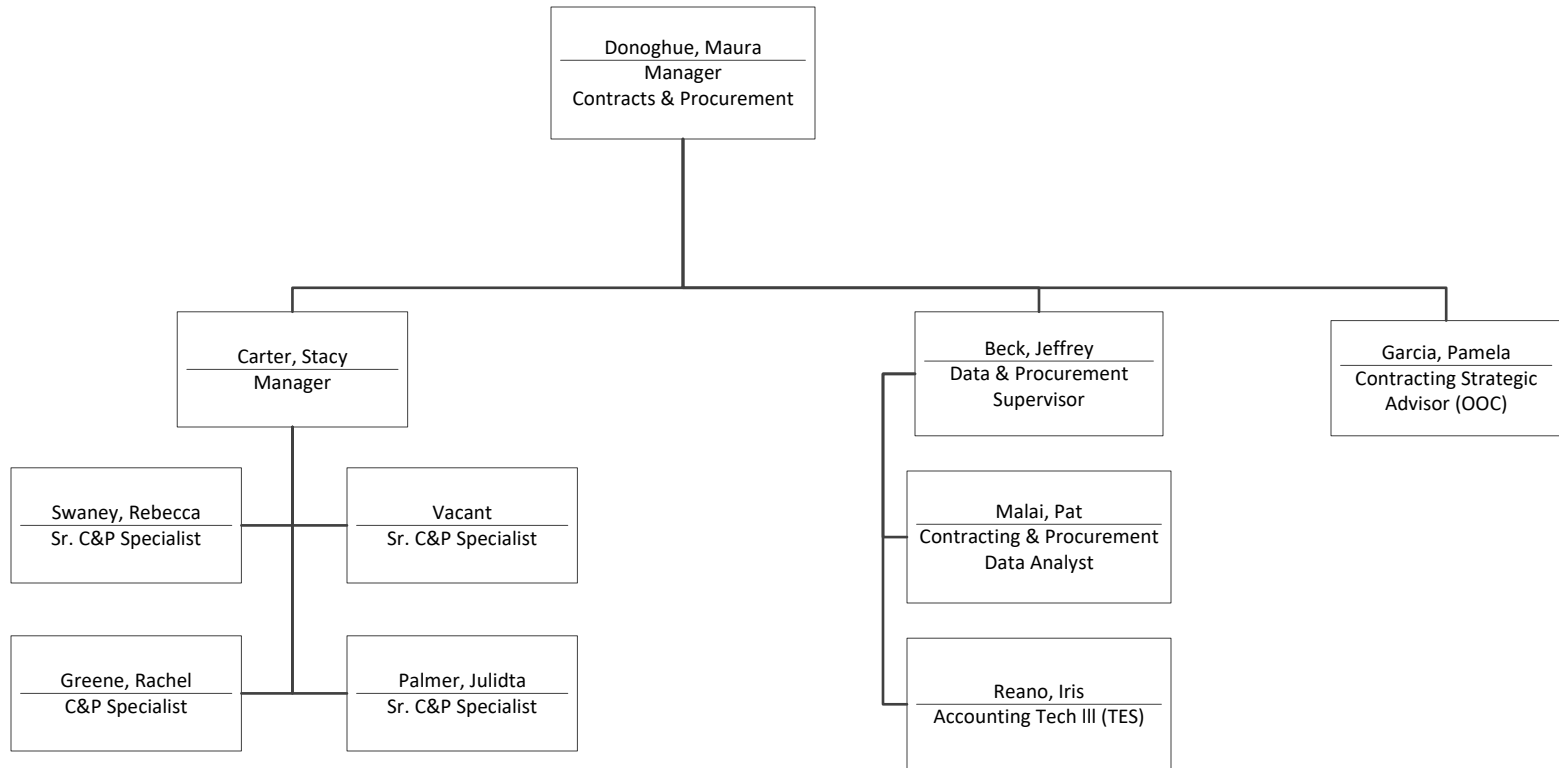 Donoghue, Maura
Manager
Contracts & Procurement
Carter, Stacy
Manager
Beck, Jeffrey
Data & Procurement
Supervisor
Garcia, Pamela
Contracting Strategic
Advisor (OOC)
Swaney, Rebecca
Sr. C&P Specialist
Vacant
Sr. C&P Specialist
Malai, Pat
Contracting & Procurement
Data Analyst
Greene, Rachel
C&P Specialist
Palmer, Julidta
Sr. C&P Specialist
Reano, Iris
Accounting Tech lll (TES)